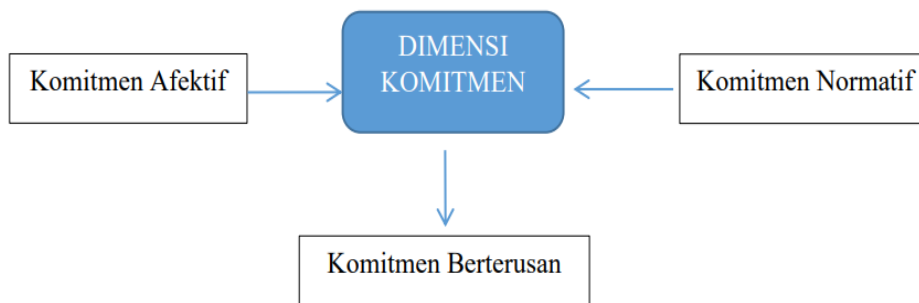 DIMENSI
KOMITMEN
Komitmen Afektif
Komitmen Normatif
Komitmen Berterusan